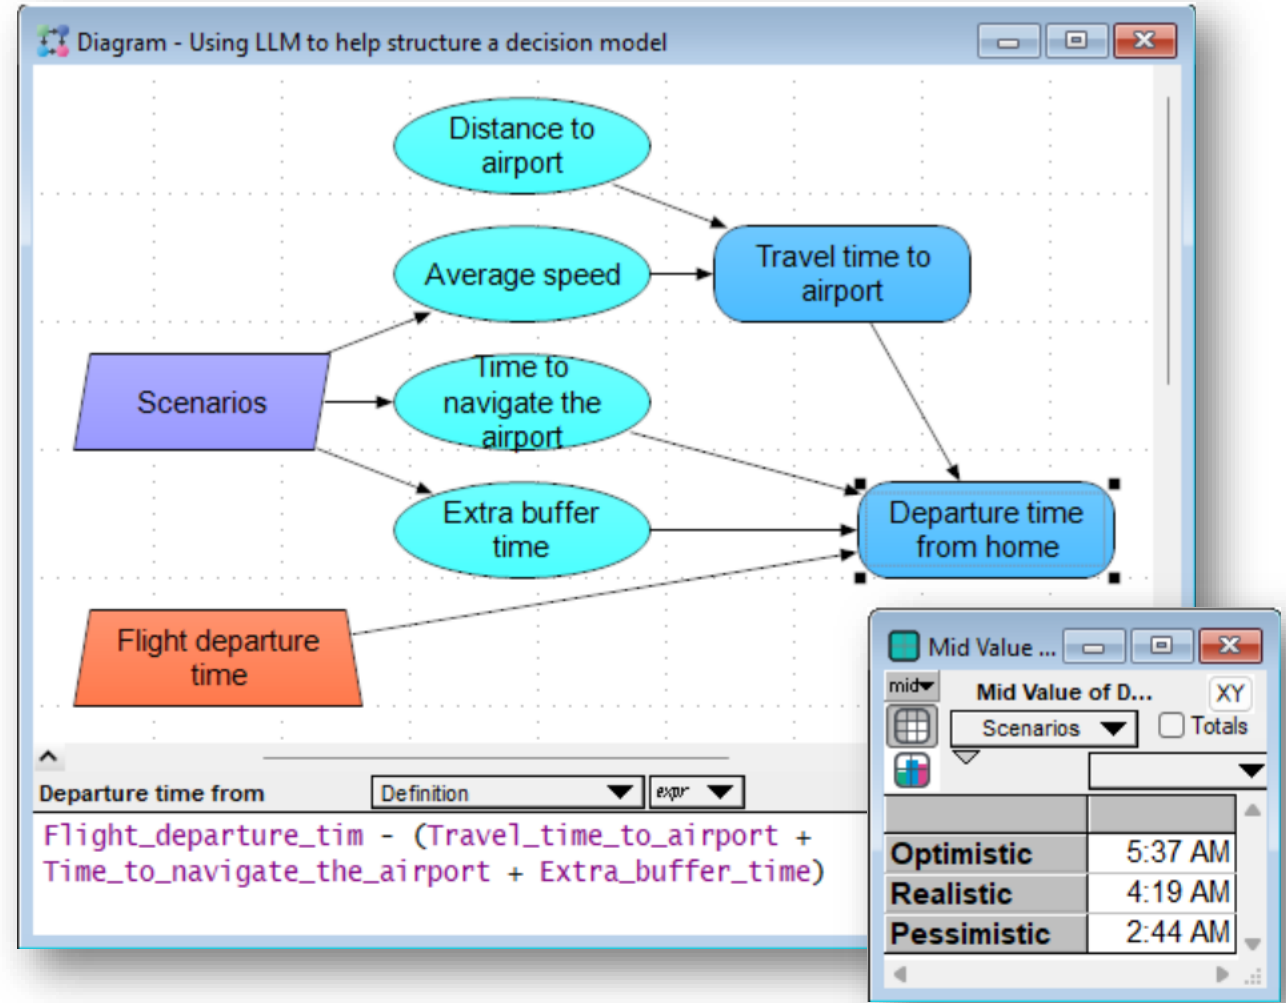 Diagram - Using LLM to help structure a decision model
Distance to
airport
Average speed
Travel time to
airport
Scenarios
Time to
navigate the
airport
Extra buffer
time
Departure time
from home
Flight departure
time
Departure time from
Definition
expr
Flight_departure_tim - (Travel_time_to_airport +
Time_to_navigate_the_airport + Extra_buffer_time)
Mid Value ...
mid
Mid Value of D...
XY
Scenarios
Totals
Optimistic 5:37 AM
Realistic 4:19 AM
Pessimistic 2:44 AM